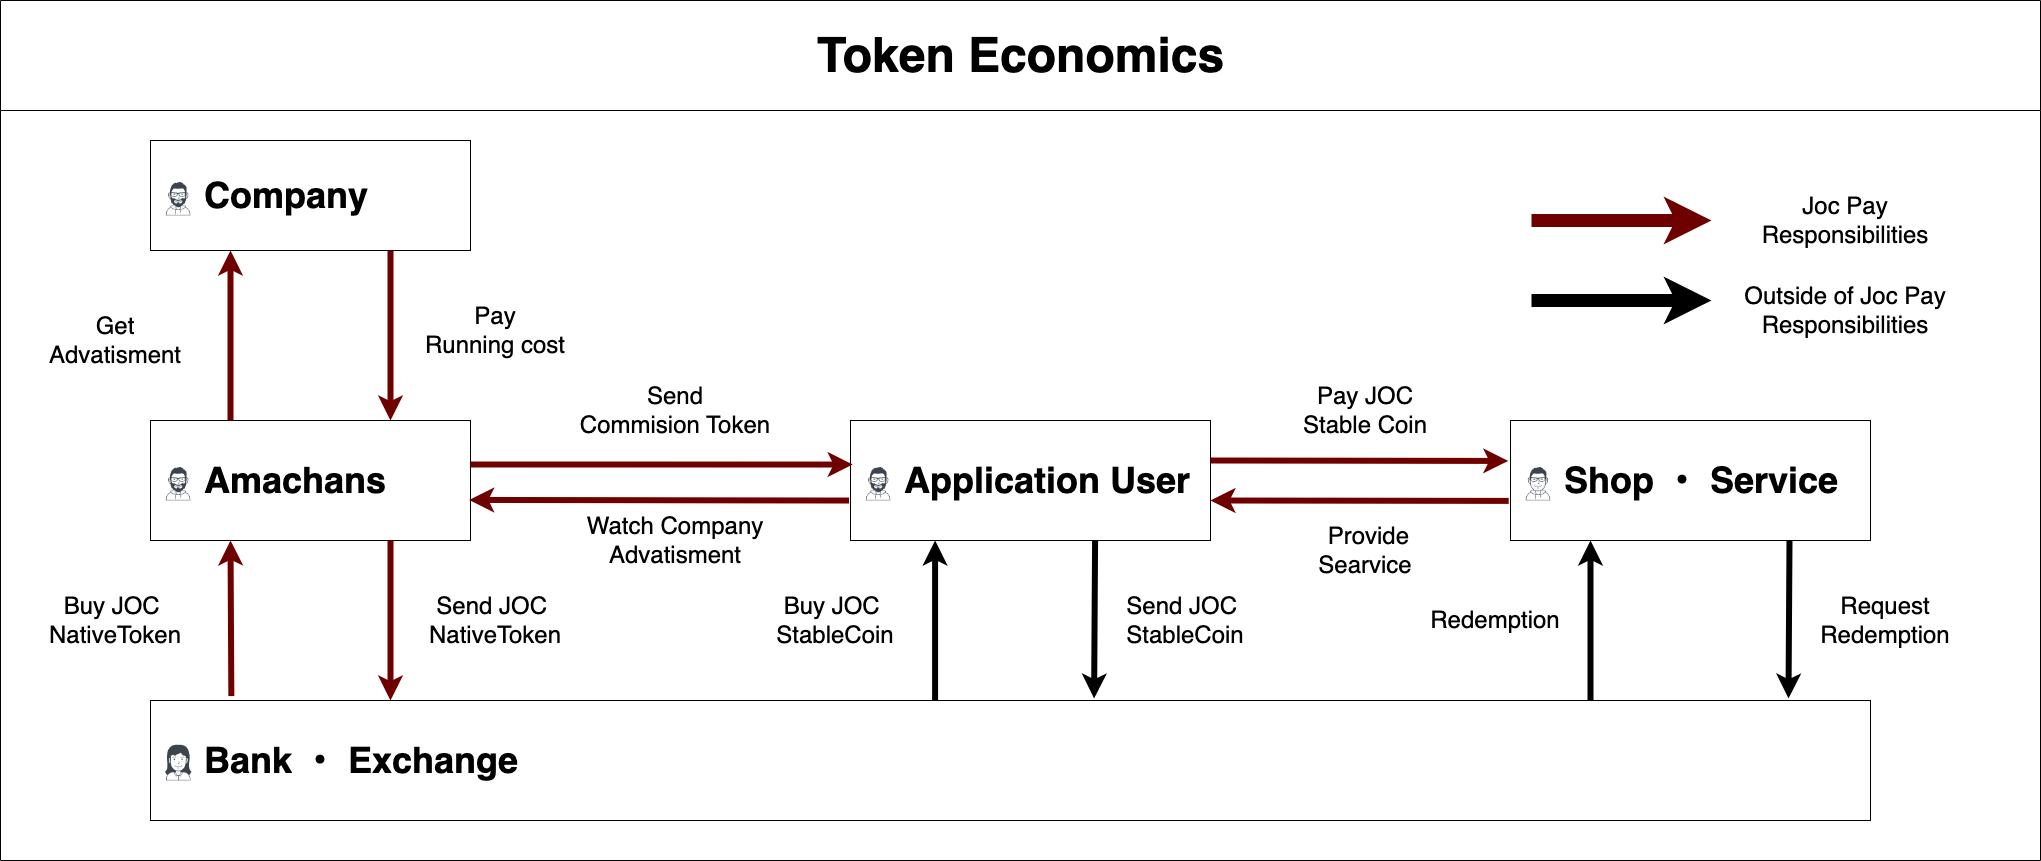 Token Economics
Company
Joc Pay
Responsibilities
Outside of Joc Pay
Responsibilities
Get
Advatisment
Pay
Running cost
Send
Commision Token
Pay JOC
Stable Coin
Amachans
Application User
Shop ・ Service
Watch Company
Advatisment
Provide
Searvice
Buy JOC
NativeToken
Send JOC
NativeToken
Buy JOC
StableCoin
Send JOC
StableCoin
Redemption
Request
Redemption
Bank ・ Exchange